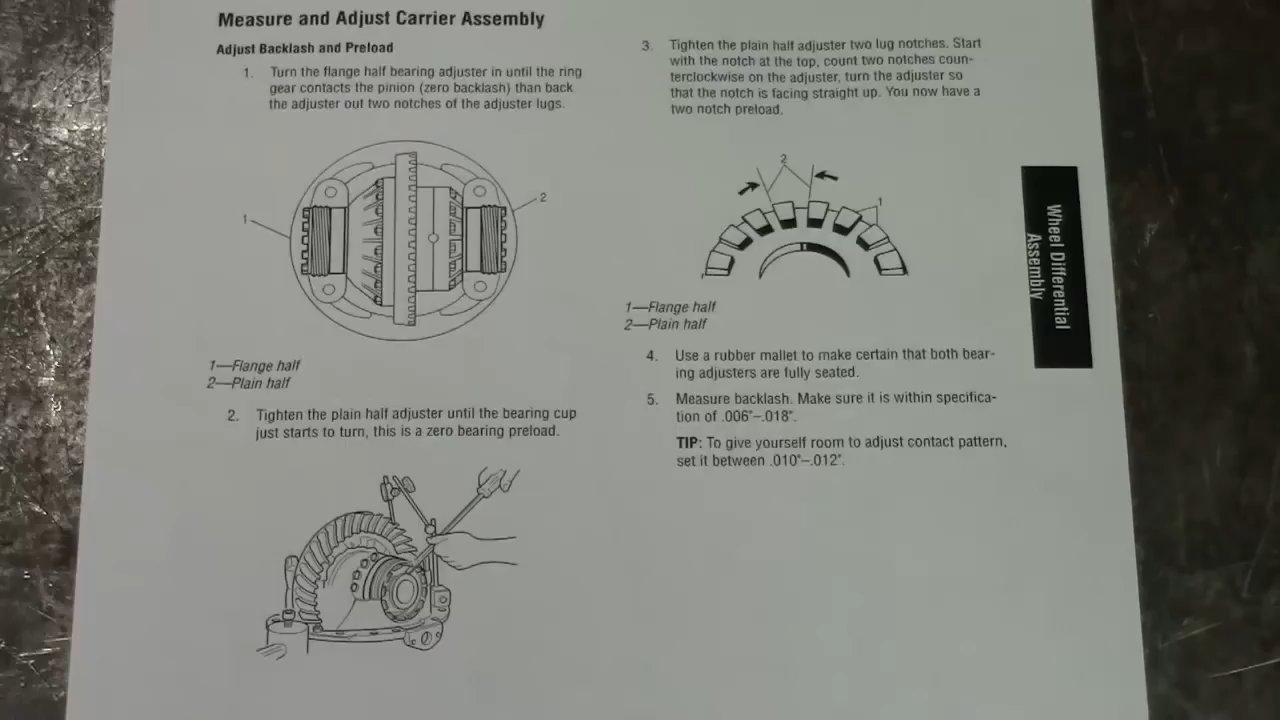 Measure and Adjust Carrier Assembly
Adjust Backlash and Preload
1. Turn the flange half bearing adjuster in until the ring
gear contacts the pinion (zero backlash) than back
the adjuster out two notches of the adjuster lugs.
1
2
1—Flange half
2—Plain half
2. Tighten the plain half adjuster until the bearing cup
just starts to turn, this is a zero bearing preload.
3. Tighten the plain half adjuster two lug notches. Start
with the notch at the top, count two notches coun-
terclockwise on the adjuster, turn the adjuster so
that the notch is facing straight up. You now have a
two notch preload.
2
1
1—Flange half
2—Plain half
4. Use a rubber mallet to make certain that both bear-
ing adjusters are fully seated.
5. Measure backlash. Make sure it is within specifica-
tion of .006"–.018".
TIP: To give yourself room to adjust contact pattern,
set it between .010"–.012".
Wheel Differential
Assembly